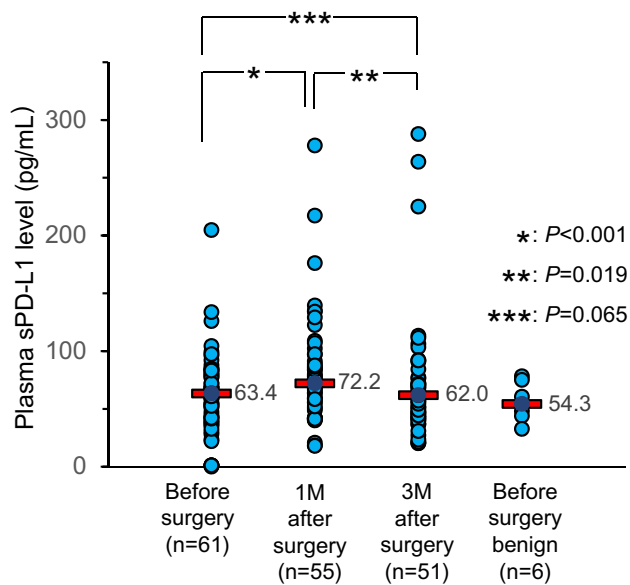 ***
*
**
Plasma sPD-L1 level (pg/mL)
300
200
100
0
*: P<0.001
**: P=0.019
***: P=0.065
63.4
72.2
62.0
54.3
Before
surgery
(n=61)
1M
after
surgery
(n=55)
3M
after
surgery
(n=51)
Before
surgery
benign
(n=6)